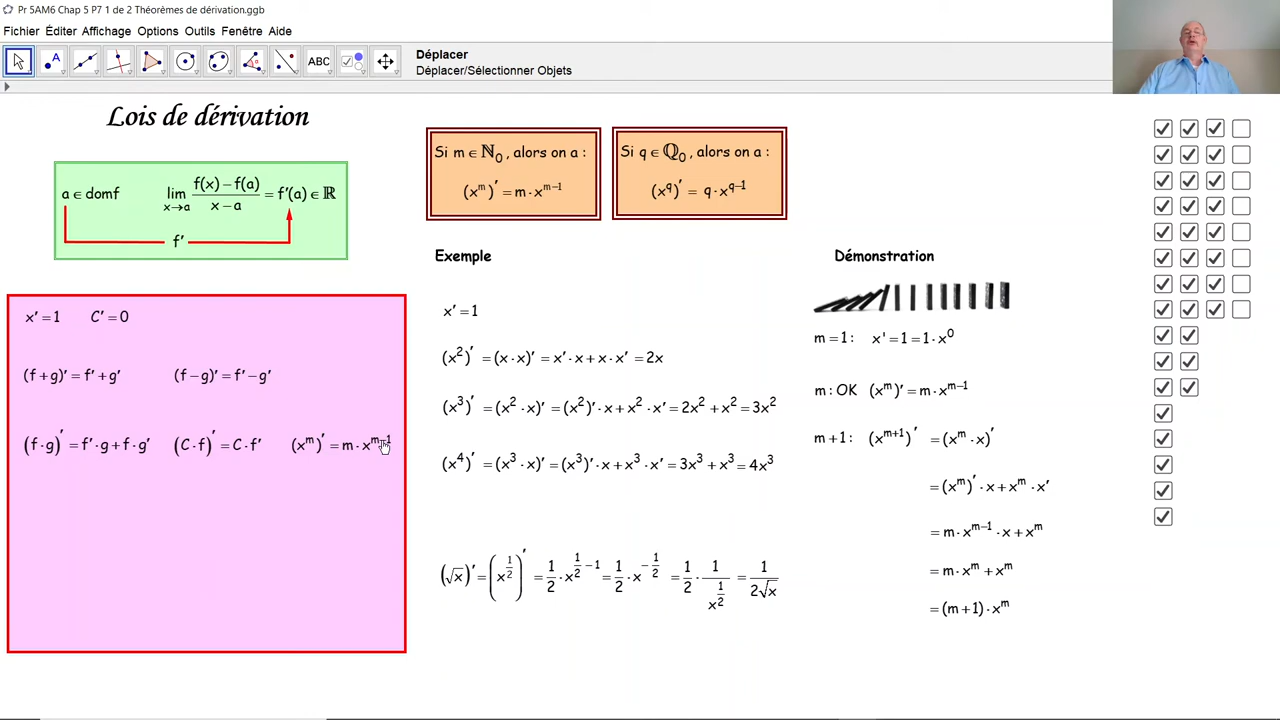 Pr 5AM6 Chap 5 P7 1 de 2 Théorèmes de dérivation.ggb
Fichier Éditer Affichage Options Outils Fenêtre Aide
ABC
Déplacer
Déplacer/Sélectionner Objets
Lois de dérivation
a ∈ domf lim x→a (f(x) − f(a))/(x − a) = f′(a) ∈ ℝ
f′
x′ = 1 C′ = 0
(f + g)′ = f′ + g′ (f − g)′ = f′ − g′
(f · g)′ = f′ · g + f · g′ (C · f)′ = C · f′ (x^m)′ = m · x^(m−1)
Si m ∈ ℕ₀, alors on a :
(x^m)′ = m · x^(m−1)
Si q ∈ ℚ₀, alors on a :
(x^q)′ = q · x^(q−1)
Exemple
x′ = 1
(x²)′ = (x · x)′ = x′ · x + x · x′ = 2x
(x³)′ = (x² · x)′ = (x²)′ · x + x² · x′ = 2x² + x² = 3x²
(x⁴)′ = (x³ · x)′ = (x³)′ · x + x³ · x′ = 3x³ + x³ = 4x³
(√x)′ = (x^(1/2))′ = 1/2 · x^(1/2 − 1) = 1/2 · x^(−1/2) = 1/2 · 1/x^(1/2) = 1/(2√x)
Démonstration
m = 1 : x' = 1 = 1 · x⁰
m : OK (x^m)′ = m · x^(m−1)
m + 1 : (x^(m+1))′ = (x^m · x)′
= (x^m)′ · x + x^m · x′
= m · x^(m−1) · x + x^m
= m · x^m + x^m
= (m + 1) · x^m